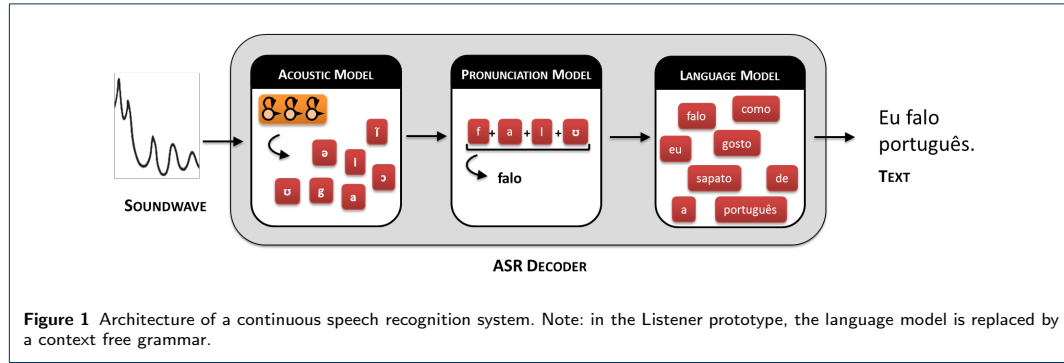 ACOUSTIC MODEL
ĩ
ə
l
ɔ
ʊ
g
a
PRONUNCIATION MODEL
f + a + l + ʊ
falo
LANGUAGE MODEL
como
falo
gosto
eu
sapato
de
a
português
Eu falo
português.
TEXT
SOUNDWAVE
ASR DECODER
Figure 1 Architecture of a continuous speech recognition system. Note: in the Listener prototype, the language model is replaced by
a context free grammar.